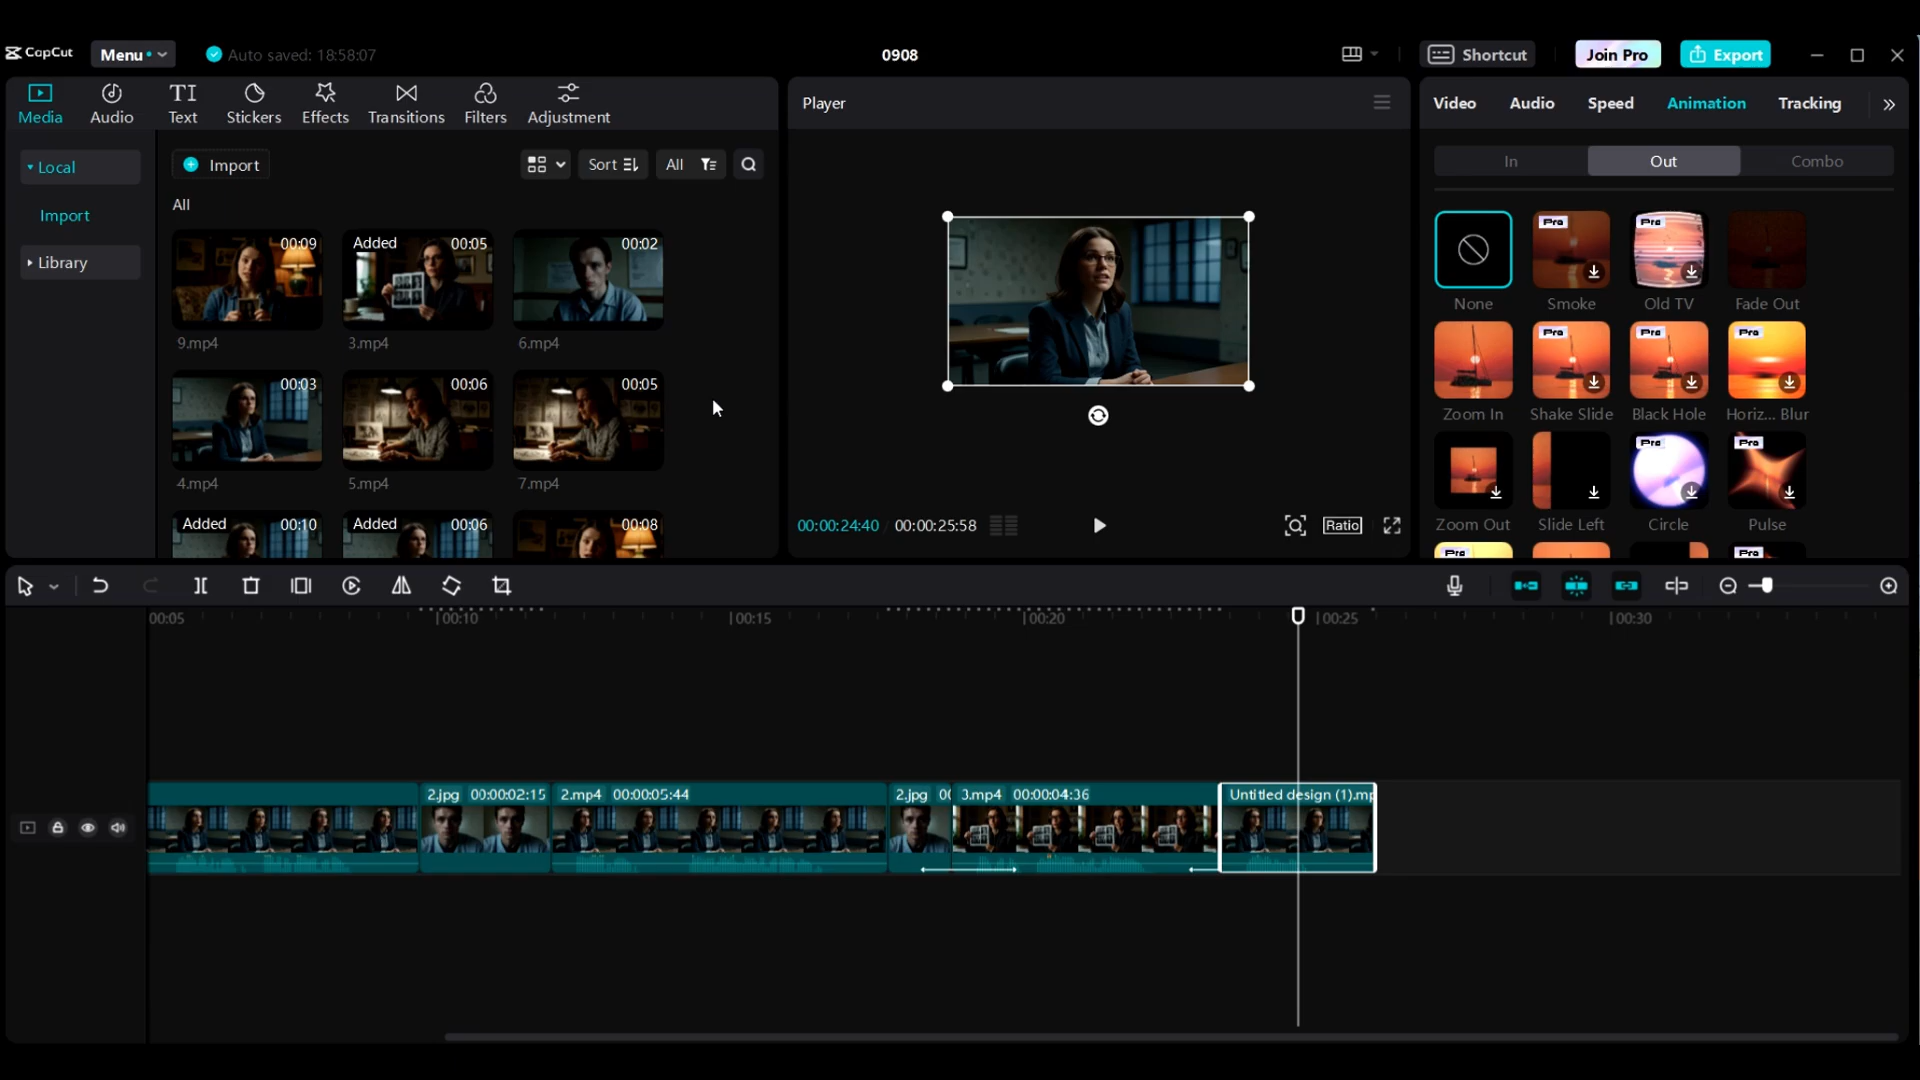 CapCut
Menu
Auto saved: 18:58:07
0908
Shortcut
Join Pro
Export
Media
Audio
Text
Stickers
Effects
Transitions
Filters
Adjustment
Local
Import
Library
Import
Sort
All
All
00:09
9.mp4
Added
00:05
3.mp4
00:02
6.mp4
00:03
4.mp4
00:06
5.mp4
00:05
7.mp4
Added
00:10
Added
00:06
00:08
Player
00:00:24:40
00:00:25:58
Ratio
Video
Audio
Speed
Animation
Tracking
In
Out
Combo
None
Pro
Smoke
Pro
Old TV
Fade Out
Zoom In
Pro
Shake Slide
Pro
Black Hole
Pro
Horiz... Blur
Zoom Out
Slide Left
Pro
Circle
Pro
Pulse
Pro
Pro
00:05
00:10
00:15
00:20
00:25
00:30
2.jpg 00:00:02:15
2.mp4 00:00:05:44
2.jpg 00
3.mp4 00:00:04:36
Untitled design (1).mp